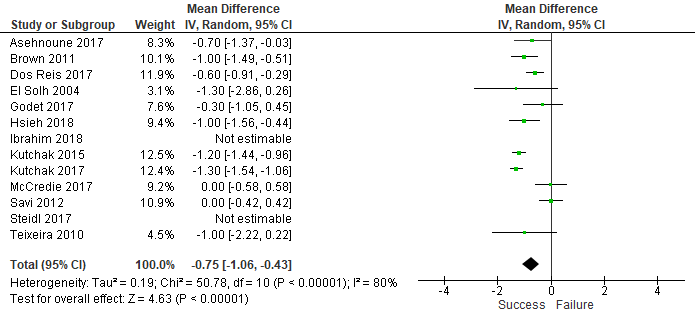 Mean Difference Mean Difference
Study or Subgroup Weight IV, Random, 95% CI IV, Random, 95% CI
Asehnoune 2017 8.3% -0.70 [-1.37, -0.03]
Brown 2011 10.1% -1.00 [-1.49, -0.51]
Dos Reis 2017 11.9% -0.60 [-0.91, -0.29]
El Solh 2004 3.1% -1.30 [-2.86, 0.26]
Godet 2017 7.6% -0.30 [-1.05, 0.45]
Hsieh 2018 9.4% -1.00 [-1.56, -0.44]
Ibrahim 2018 Not estimable
Kutchak 2015 12.5% -1.20 [-1.44, -0.96]
Kutchak 2017 12.4% -1.30 [-1.54, -1.06]
McCredie 2017 9.2% 0.00 [-0.58, 0.58]
Savi 2012 10.9% 0.00 [-0.42, 0.42]
Steidl 2017 Not estimable
Teixeira 2010 4.5% -1.00 [-2.22, 0.22]
Total (95% CI) 100.0% -0.75 [-1.06, -0.43]
Heterogeneity: Tau² = 0.19; Chi² = 50.78, df = 10 (P < 0.00001); I² = 80%
Test for overall effect: Z = 4.63 (P < 0.00001)
-4 -2 0 2 4
Success Failure